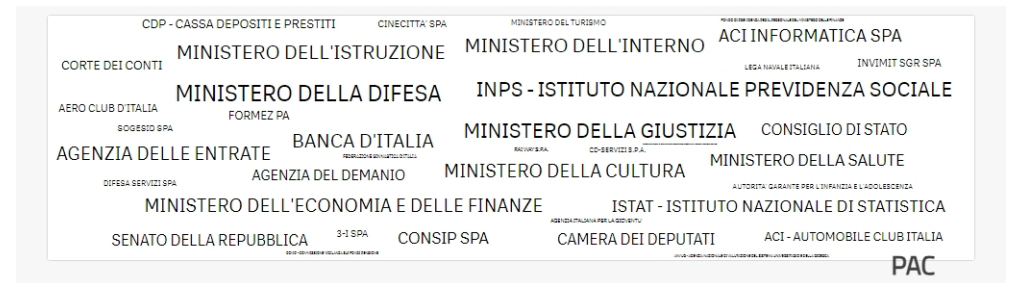 CDP - CASSA DEPOSITI E PRESTITI
CINECITTA' SPA
MINISTERO DEL TURISMO
MINISTERO DELL'ISTRUZIONE
MINISTERO DELL'INTERNO
ACI INFORMATICA SPA
CORTE DEI CONTI
LEGA NAVALE ITALIANA
INVIMIT SGR SPA
MINISTERO DELLA DIFESA
INPS - ISTITUTO NAZIONALE PREVIDENZA SOCIALE
AERO CLUB D'ITALIA
FORMEZ PA
SOGESID SPA
BANCA D'ITALIA
MINISTERO DELLA GIUSTIZIA
CONSIGLIO DI STATO
AGENZIA DELLE ENTRATE
FEDERAZIONE GINNASTICA D'ITALIA
RAI WAY S.P.A.
CD-SERVIZI S.P.A.
MINISTERO DELLA SALUTE
DIFESA SERVIZI SPA
AGENZIA DEL DEMANIO
MINISTERO DELLA CULTURA
AUTORITA' GARANTE PER L'INFANZIA E L'ADOLESCENZA
MINISTERO DELL'ECONOMIA E DELLE FINANZE
ISTAT - ISTITUTO NAZIONALE DI STATISTICA
AGENZIA ITALIANA PER LA GIOVENTU
SENATO DELLA REPUBBLICA
3-I SPA
CONSIP SPA
CAMERA DEI DEPUTATI
ACI - AUTOMOBILE CLUB ITALIA
PAC